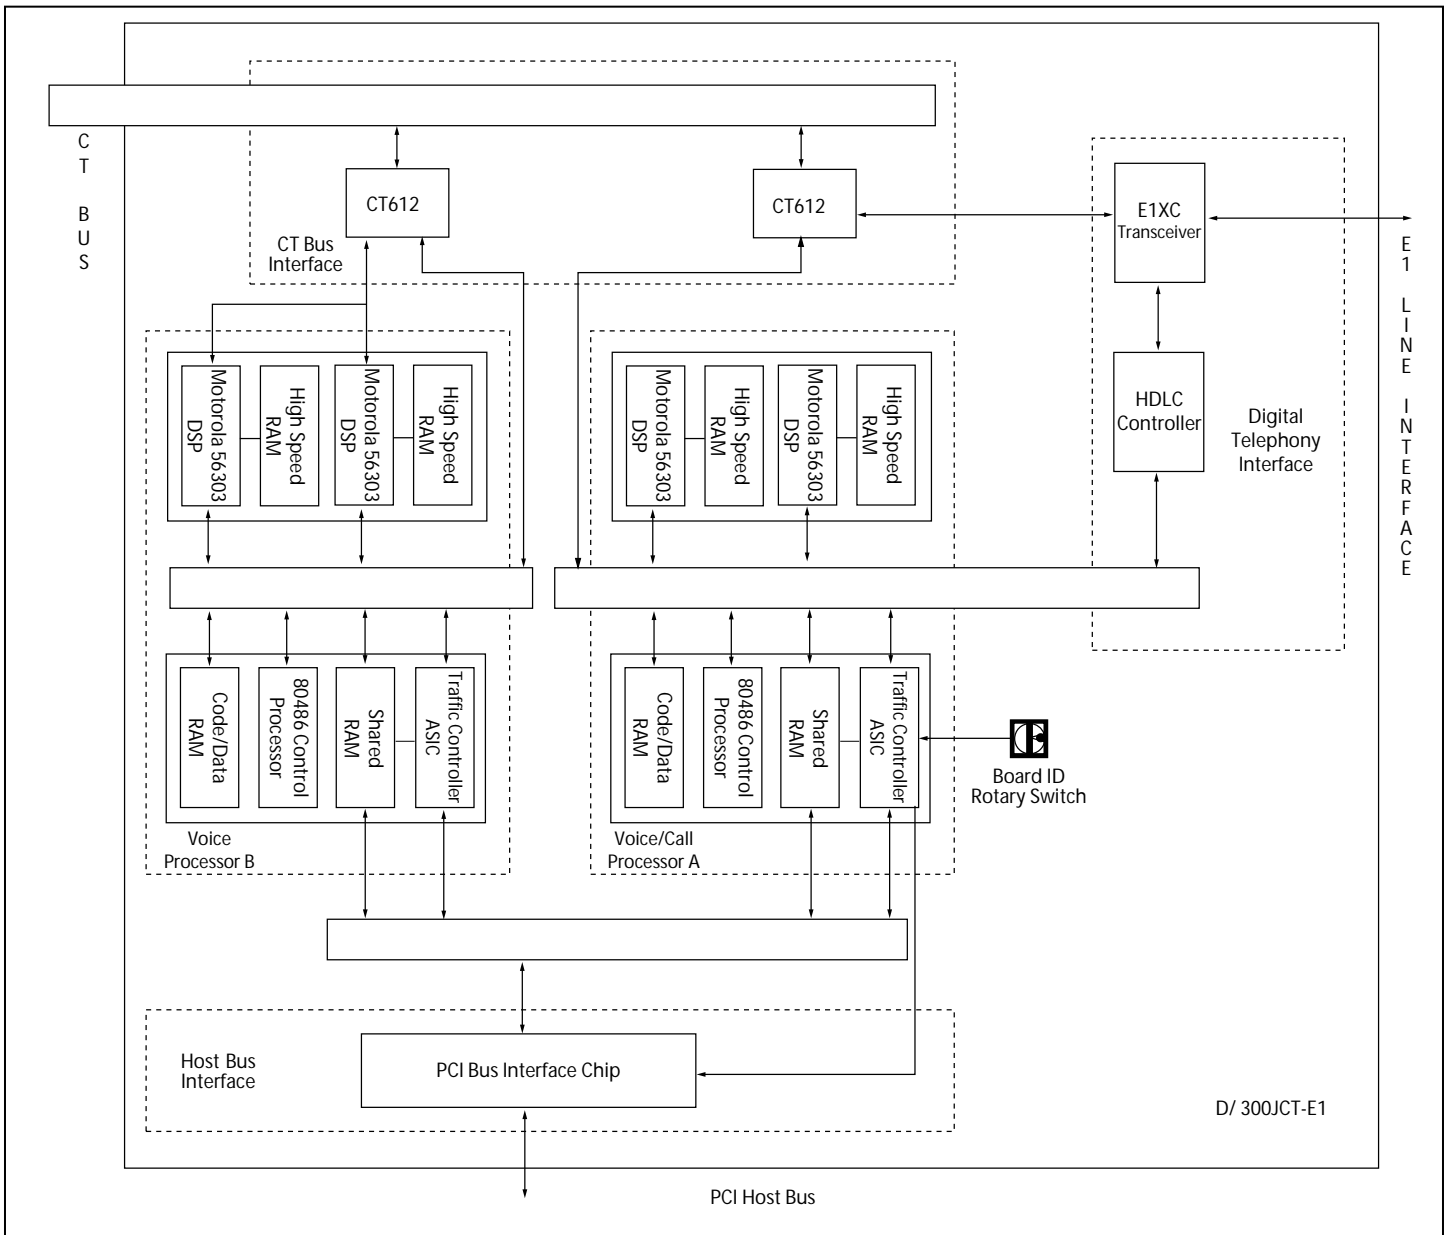 C
T
B
U
S
CT612
CT612
CT Bus
Interface
E1XC
Transceiver
E
1
L
I
N
E
I
N
T
E
R
F
A
C
E
HDLC
Controller
Digital
Telephony
Interface
Motorola 56303
DSP
High Speed
RAM
Motorola 56303
DSP
High Speed
RAM
Motorola 56303
DSP
High Speed
RAM
Motorola 56303
DSP
High Speed
RAM
Code/Data
RAM
80486 Control
Processor
Shared
RAM
Traffic Controller
ASIC
Voice
Processor B
Code/Data
RAM
80486 Control
Processor
Shared
RAM
Traffic Controller
ASIC
Voice/Call
Processor A
Board ID
Rotary Switch
Host Bus
Interface
PCI Bus Interface Chip
D/ 300JCT-E1
PCI Host Bus